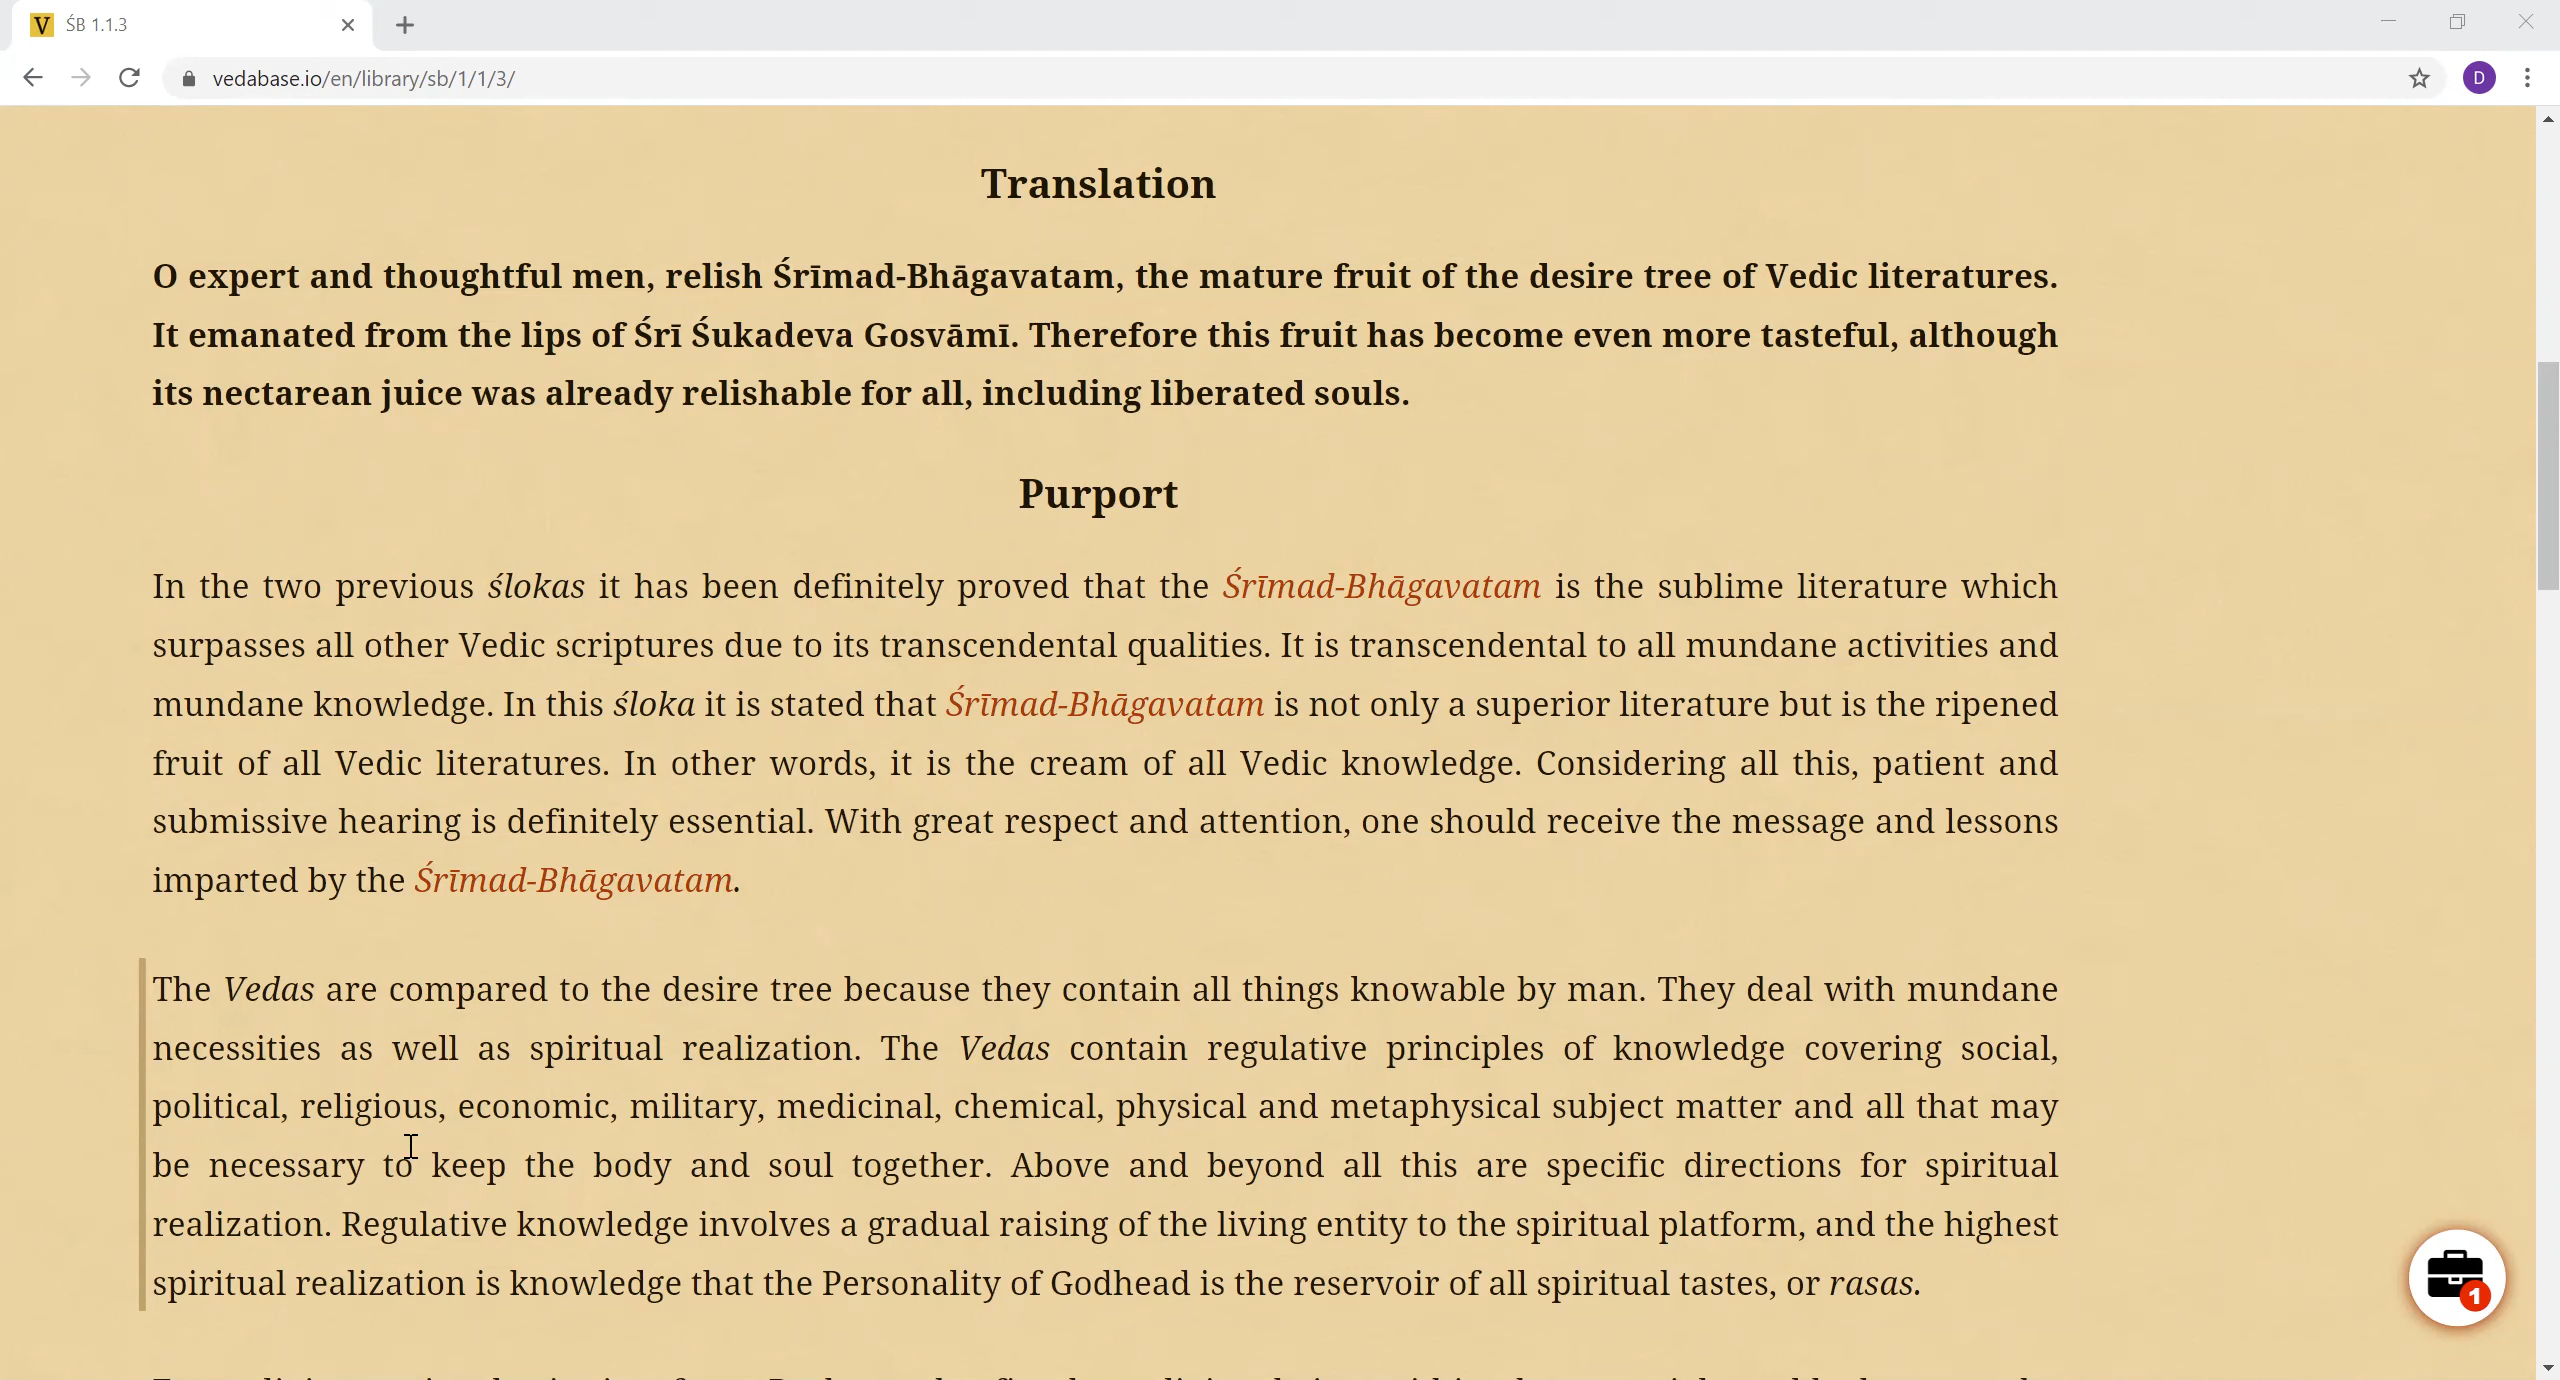 ŚB 1.1.3
vedabase.io/en/library/sb/1/1/3/
D
Translation
O expert and thoughtful men, relish Śrīmad-Bhāgavatam, the mature fruit of the desire tree of Vedic literatures.
It emanated from the lips of Śrī Śukadeva Gosvāmī. Therefore this fruit has become even more tasteful, although
its nectarean juice was already relishable for all, including liberated souls.
Purport
In the two previous ślokas it has been definitely proved that the Śrīmad-Bhāgavatam is the sublime literature which
surpasses all other Vedic scriptures due to its transcendental qualities. It is transcendental to all mundane activities and
mundane knowledge. In this śloka it is stated that Śrīmad-Bhāgavatam is not only a superior literature but is the ripened
fruit of all Vedic literatures. In other words, it is the cream of all Vedic knowledge. Considering all this, patient and
submissive hearing is definitely essential. With great respect and attention, one should receive the message and lessons
imparted by the Śrīmad-Bhāgavatam.
The Vedas are compared to the desire tree because they contain all things knowable by man. They deal with mundane
necessities as well as spiritual realization. The Vedas contain regulative principles of knowledge covering social,
political, religious, economic, military, medicinal, chemical, physical and metaphysical subject matter and all that may
be necessary to keep the body and soul together. Above and beyond all this are specific directions for spiritual
realization. Regulative knowledge involves a gradual raising of the living entity to the spiritual platform, and the highest
spiritual realization is knowledge that the Personality of Godhead is the reservoir of all spiritual tastes, or rasas.
1